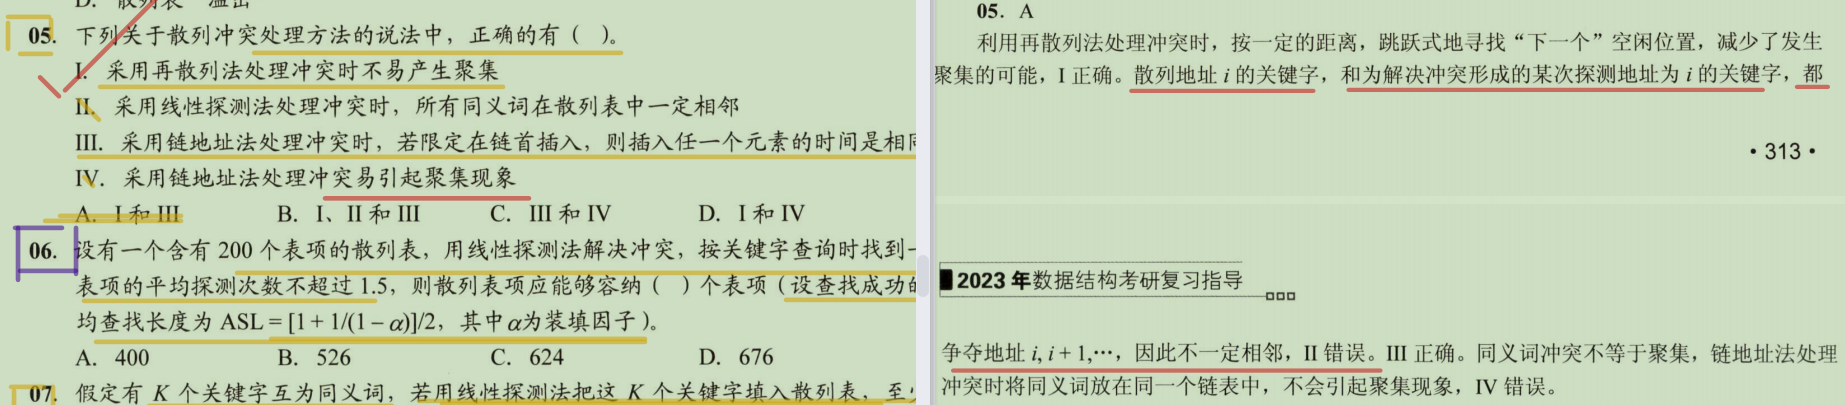 05. 下列关于散列冲突处理方法的说法中，正确的有（ ）。
I. 采用再散列法处理冲突时不易产生聚集
II. 采用线性探测法处理冲突时，所有同义词在散列表中一定相邻
III. 采用链地址法处理冲突时，若限定在链首插入，则插入任一个元素的时间是相同
IV. 采用链地址法处理冲突易引起聚集现象
A. I 和 III B. I、II 和 III C. III 和 IV D. I 和 IV
06. 设有一个含有 200 个表项的散列表，用线性探测法解决冲突，按关键字查询时找到一
表项的平均探测次数不超过 1.5，则散列表项应能够容纳（ ）个表项（设查找成功的
均查找长度为 ASL = [1 + 1/(1 − α)]/2，其中 α 为装填因子）。
A. 400 B. 526 C. 624 D. 676
07. 假定有 K 个关键字互为同义词，若用线性探测法把这 K 个关键字填入散列表，至少
05. A
利用再散列法处理冲突时，按一定的距离，跳跃式地寻找“下一个”空闲位置，减少了发生
聚集的可能，I 正确。散列地址 i 的关键字，和为解决冲突形成的某次探测地址为 i 的关键字，都
• 313 •
2023 年数据结构考研复习指导
争夺地址 i, i + 1,…，因此不一定相邻，II 错误。III 正确。同义词冲突不等于聚集，链地址法处理
冲突时将同义词放在同一个链表中，不会引起聚集现象，IV 错误。